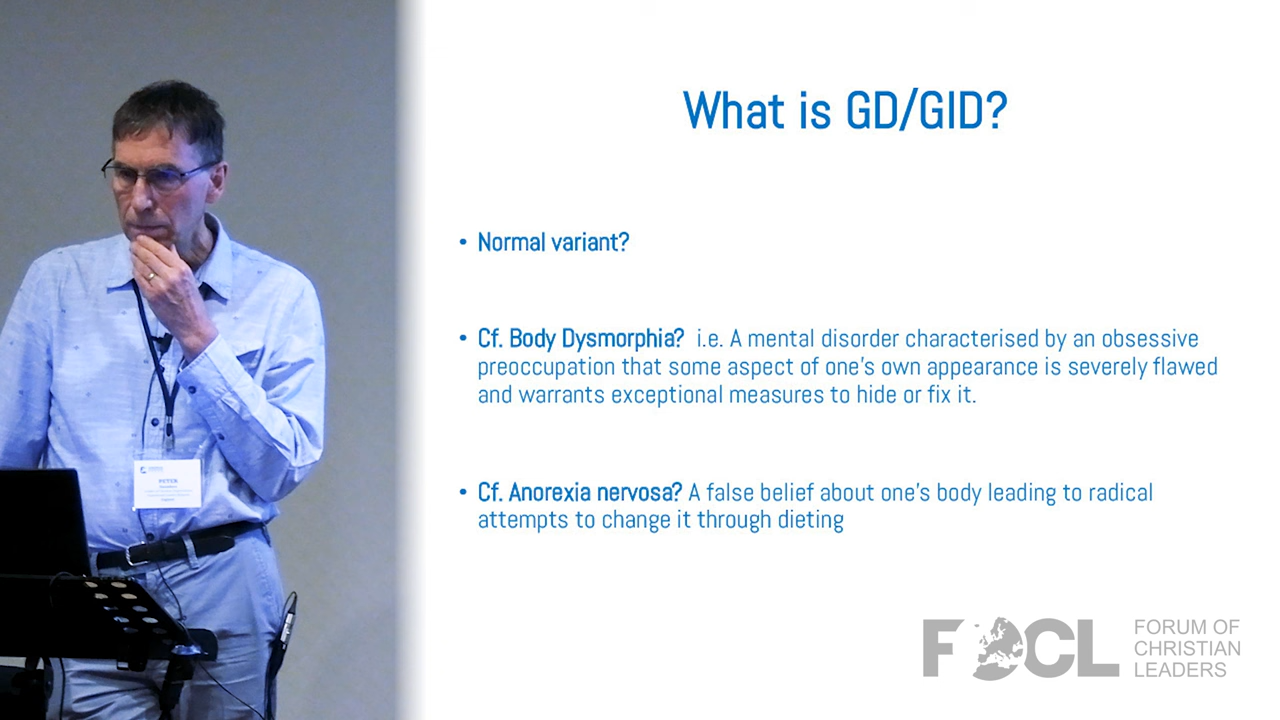 What is GD/GID?
• Normal variant?
• Cf. Body Dysmorphia? i.e. A mental disorder characterised by an obsessive
preoccupation that some aspect of one's own appearance is severely flawed
and warrants exceptional measures to hide or fix it.
• Cf. Anorexia nervosa? A false belief about one's body leading to radical
attempts to change it through dieting
PETER
FOCL
FORUM OF
CHRISTIAN
LEADERS